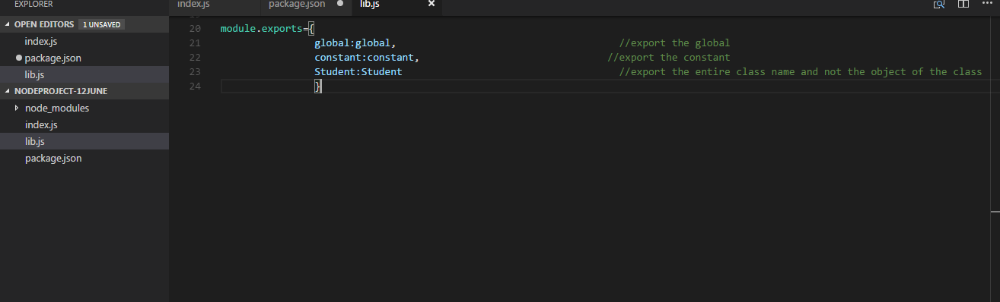 EXPLORER
index.js
package.json
lib.js
OPEN EDITORS 1 UNSAVED
index.js
package.json
lib.js
NODEPROJECT-12JUNE
node_modules
index.js
lib.js
package.json
20 module.exports={
21 global:global, //export the global
22 constant:constant, //export the constant
23 Student:Student //export the entire class name and not the object of the class
24 }